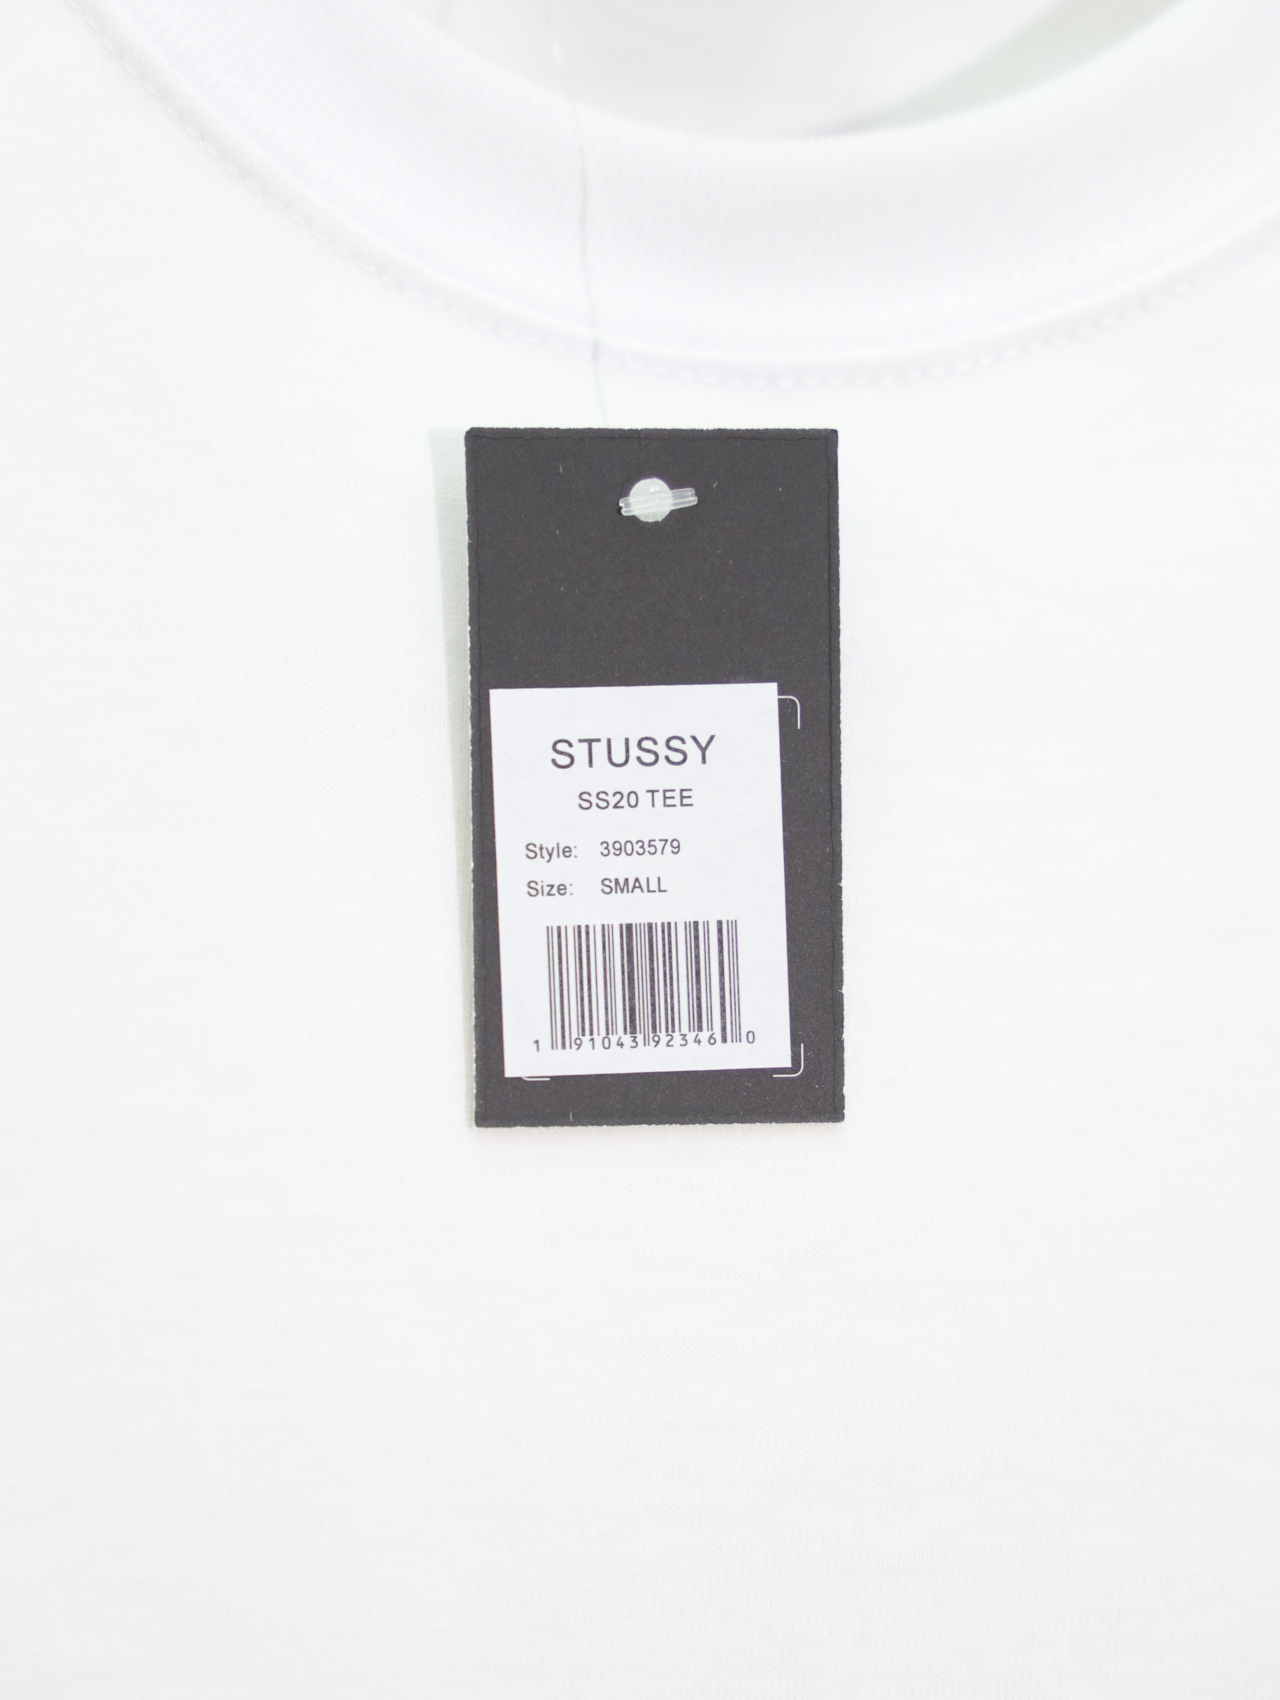 STUSSY
SS20 TEE
Style: 3903579
Size: SMALL
1 91043 92346 0